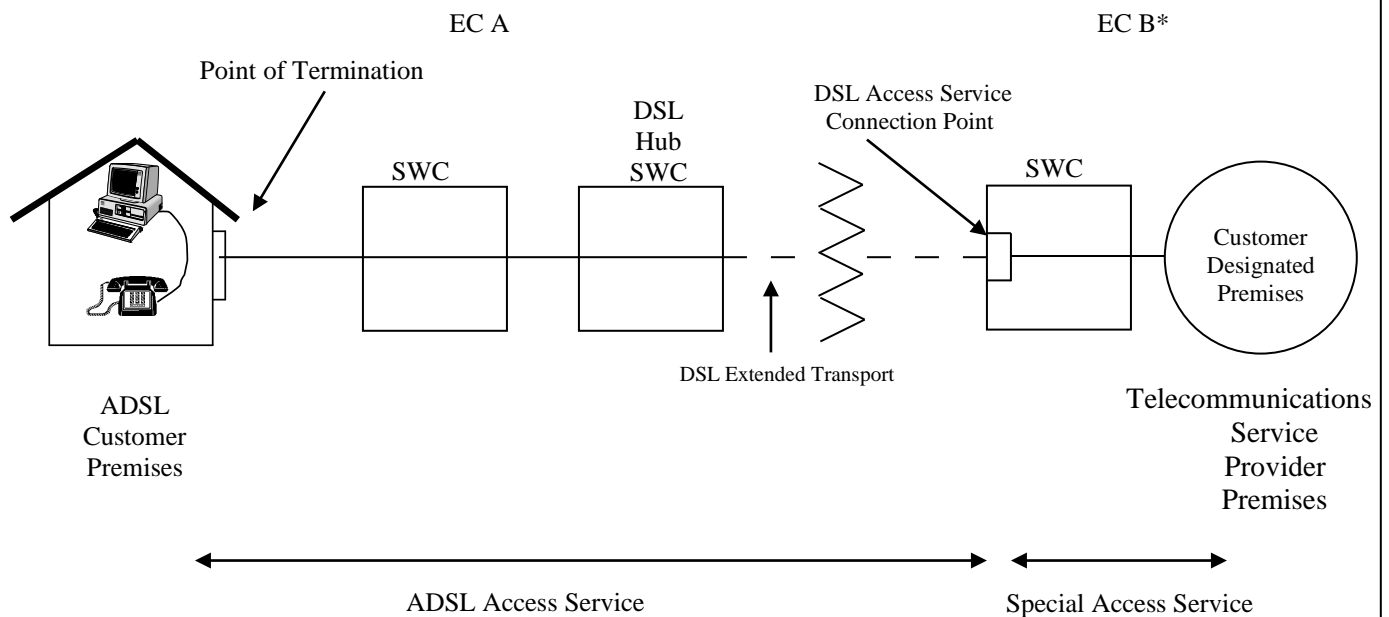 EC A
EC B*
Point of Termination
DSL Access Service
Connection Point
DSL
Hub
SWC
SWC
SWC
Customer
Designated
Premises
DSL Extended Transport
ADSL
Customer
Premises
Telecommunications
Service
Provider
Premises
ADSL Access Service
Special Access Service